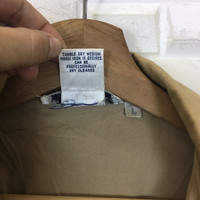 TUMBLE DRY MEDIUM
WARM IRON IF DESIRED
CAN BE
PROFESSIONALLY
DRY CLEANED
L